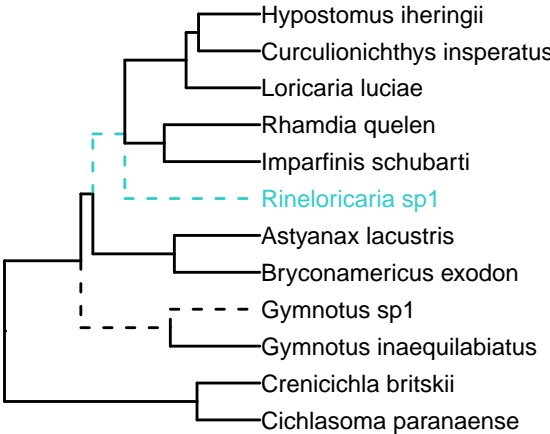 Hypostomus iheringii
Curculionichthys insperatus
Loricaria luciae
Rhamdia quelen
Imparfinis schubarti
Rineloricaria sp1
Astyanax lacustris
Bryconamericus exodon
Gymnotus sp1
Gymnotus inaequilabiatus
Crenicichla britskii
Cichlasoma paranaense